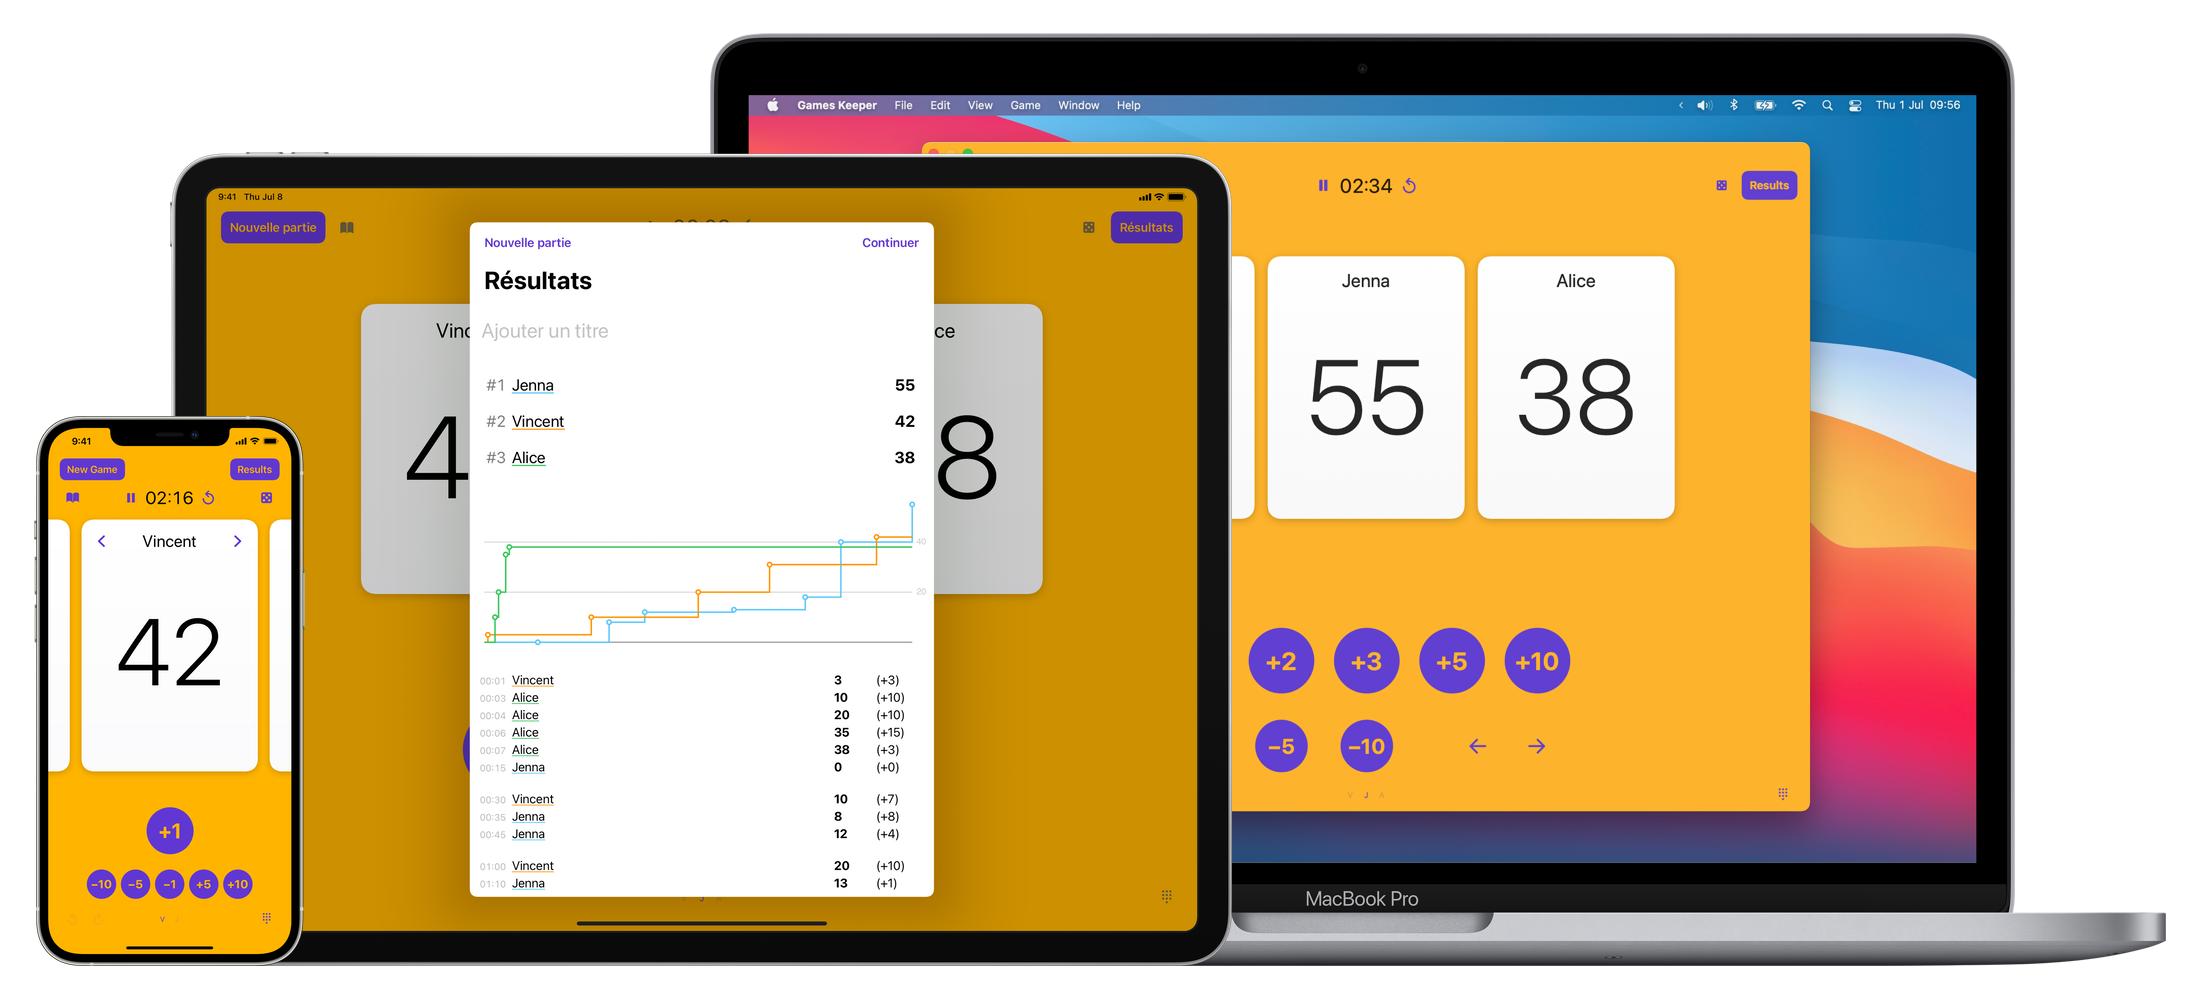 Games Keeper File Edit View Game Window Help
Thu 1 Jul 09:56
02:34
Results
Jenna
Alice
55
38
+2
+3
+5
+10
−5
−10
V J A
MacBook Pro
9:41 Thu Jul 8
Nouvelle partie
Résultats
Vinc
ce
4
8
Nouvelle partie
Continuer
Résultats
Ajouter un titre
#1 Jenna 55
#2 Vincent 42
#3 Alice 38
40
20
00:01 Vincent 3 (+3)
00:03 Alice 10 (+10)
00:04 Alice 20 (+10)
00:06 Alice 35 (+15)
00:07 Alice 38 (+3)
00:15 Jenna 0 (+0)
00:30 Vincent 10 (+7)
00:35 Jenna 8 (+8)
00:45 Jenna 12 (+4)
01:00 Vincent 20 (+10)
01:10 Jenna 13 (+1)
9:41
New Game
Results
02:16
Vincent
42
+1
−10
−5
−1
+5
+10
V